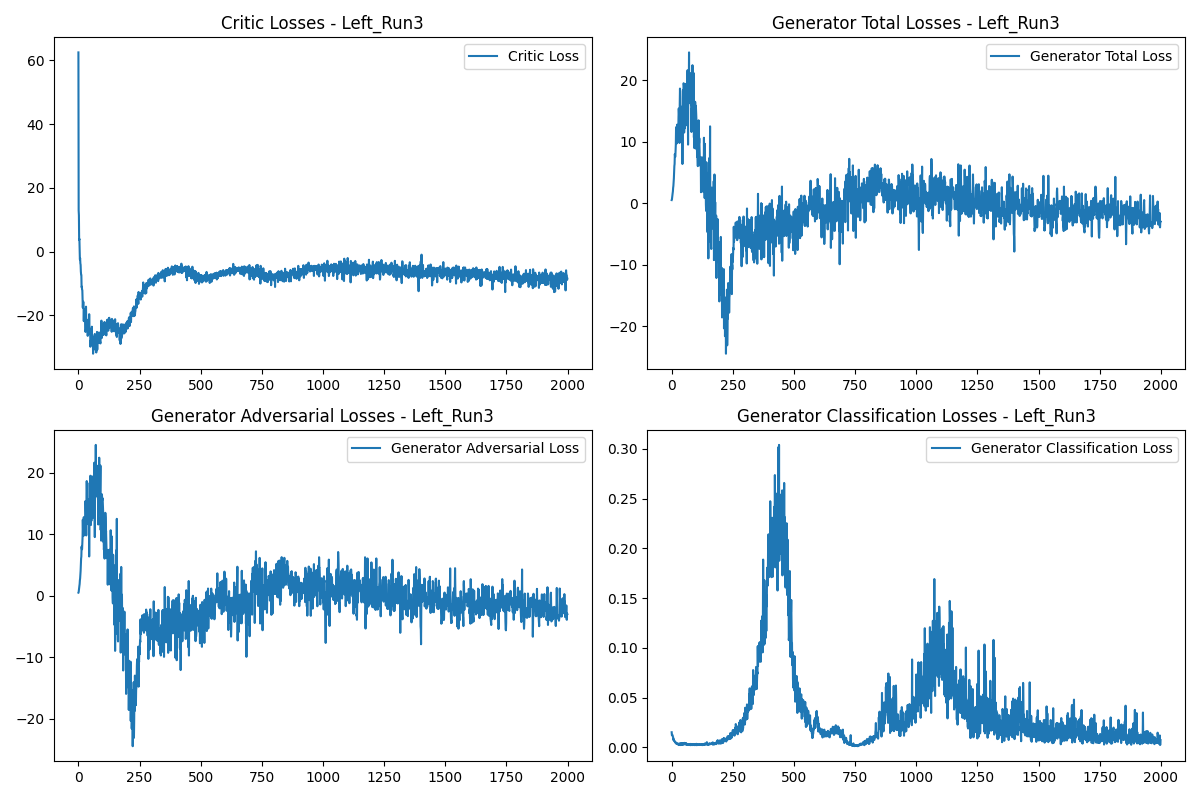 Critic Losses - Left_Run3
Critic Loss
60
40
20
0
−20
0 250 500 750 1000 1250 1500 1750 2000
Generator Total Losses - Left_Run3
Generator Total Loss
20
10
0
−10
−20
0 250 500 750 1000 1250 1500 1750 2000
Generator Adversarial Losses - Left_Run3
Generator Adversarial Loss
20
10
0
−10
−20
0 250 500 750 1000 1250 1500 1750 2000
Generator Classification Losses - Left_Run3
Generator Classification Loss
0.30
0.25
0.20
0.15
0.10
0.05
0.00
0 250 500 750 1000 1250 1500 1750 2000